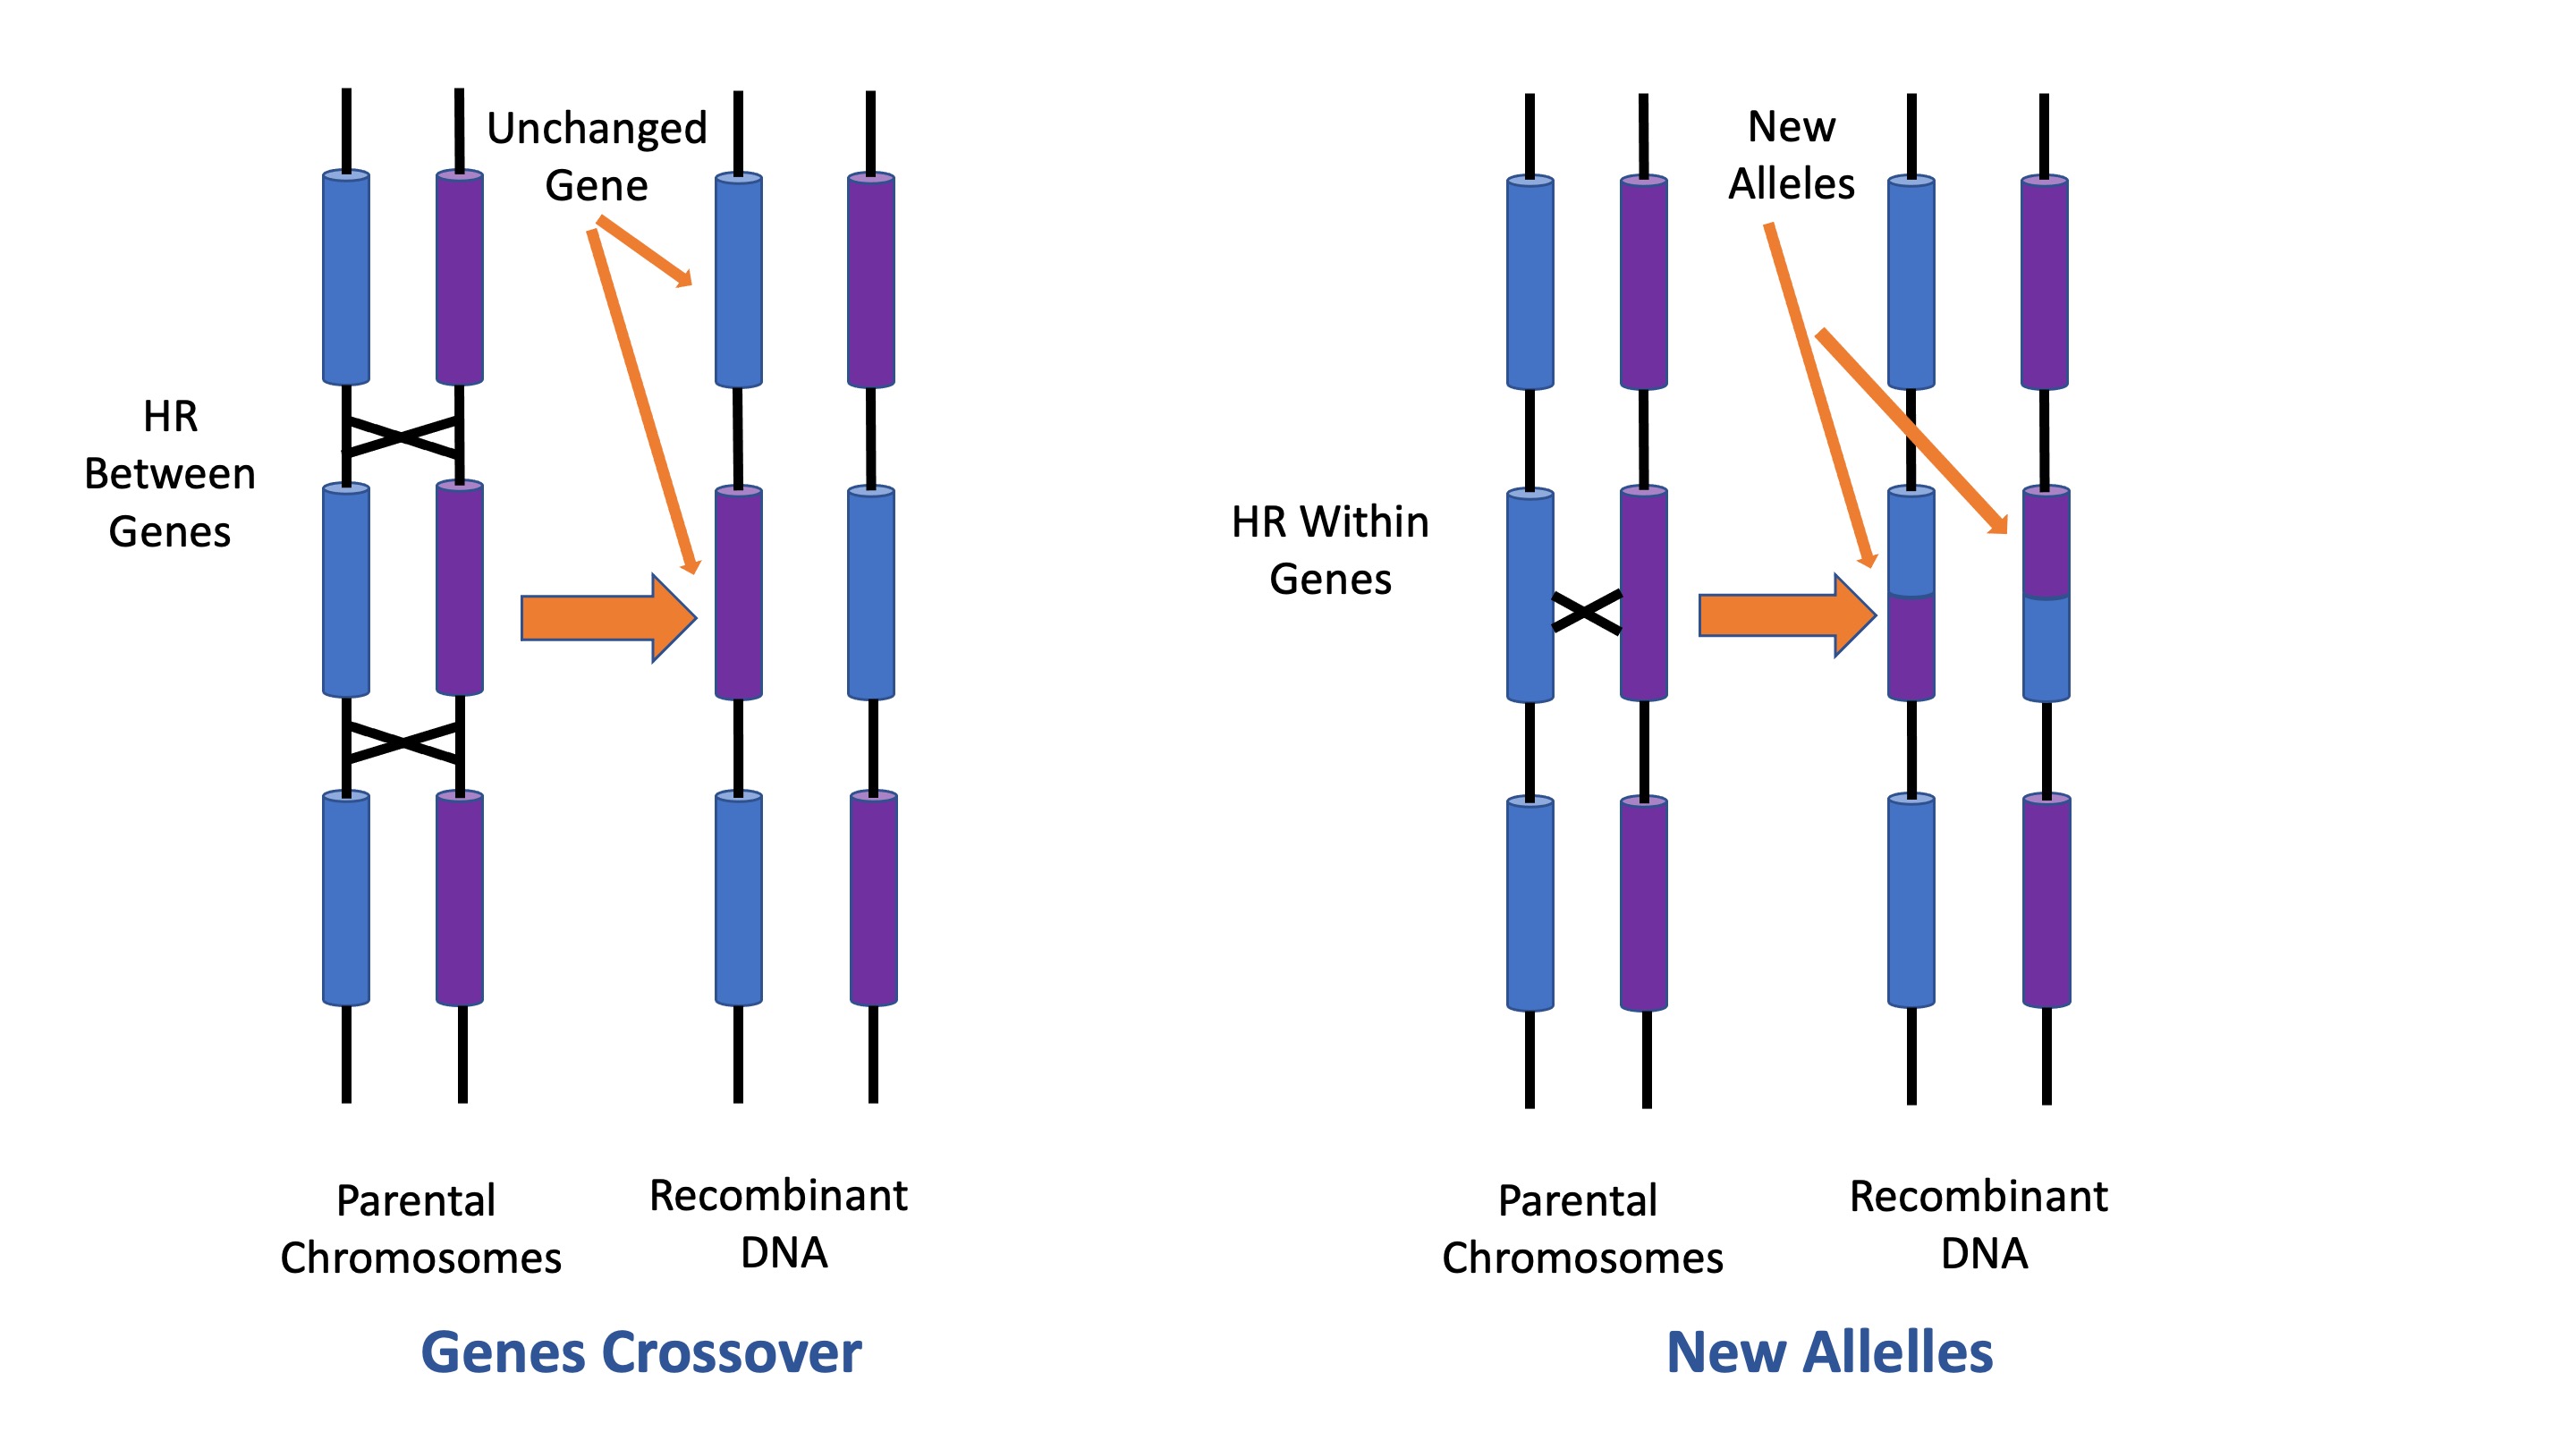 Unchanged
Gene
HR
Between
Genes
Parental
Chromosomes
Recombinant
DNA
Genes Crossover
New
Alleles
HR Within
Genes
Parental
Chromosomes
Recombinant
DNA
New Allelles